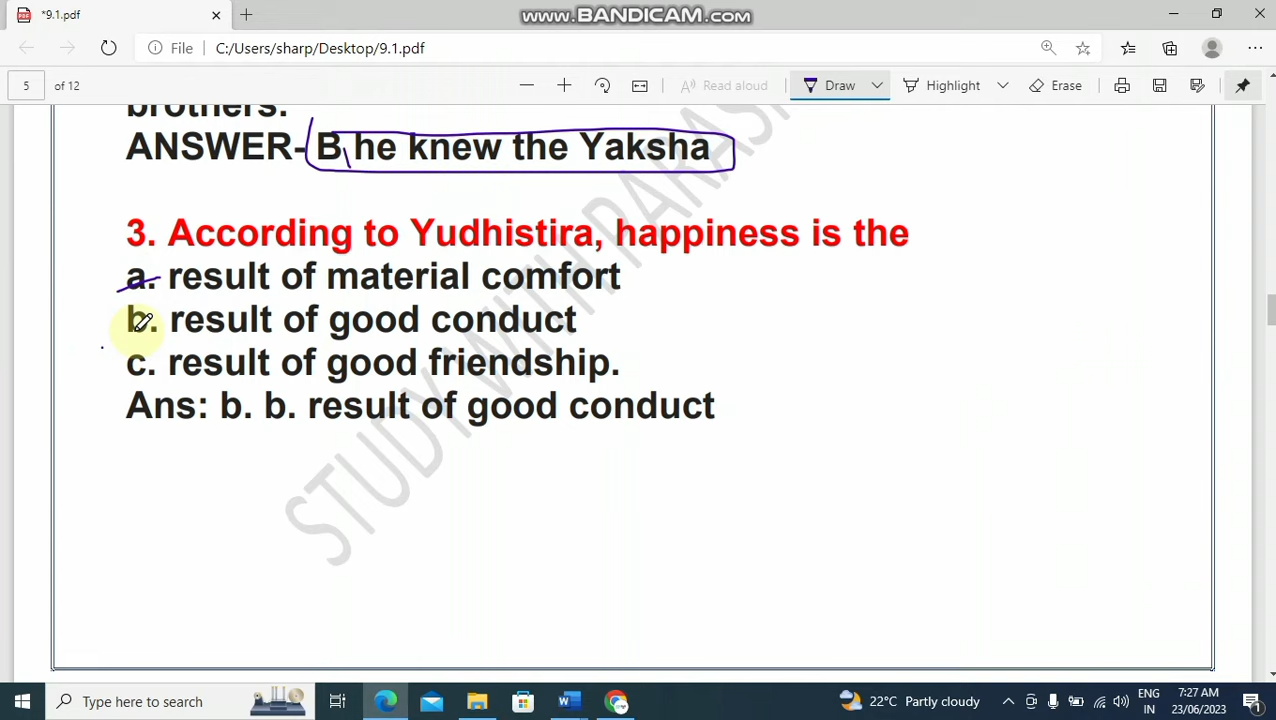 www.BANDICAM.com
*9.1.pdf
File
C:/Users/sharp/Desktop/9.1.pdf
5
of 12
Read aloud
Draw
Highlight
Erase
brothers.
ANSWER- B he knew the Yaksha
3. According to Yudhistira, happiness is the
a. result of material comfort
b. result of good conduct
c. result of good friendship.
Ans: b. b. result of good conduct
STUDY WITH PARASH
Type here to search
22°C Partly cloudy
ENG
IN
7:27 AM
23/06/2023
1